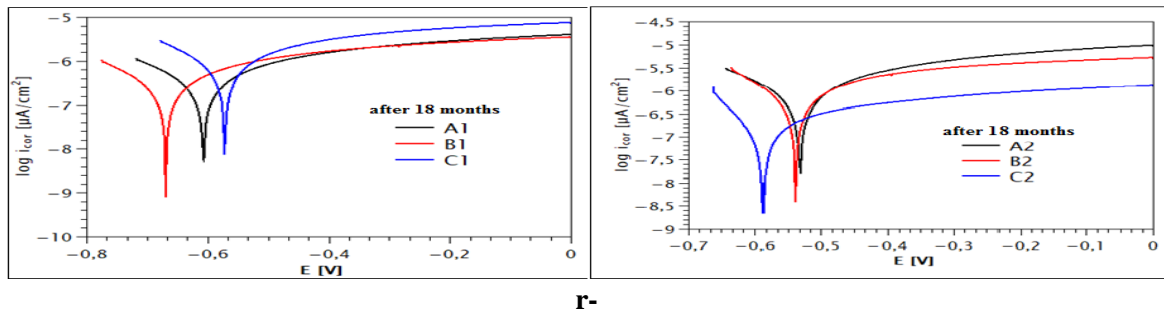 −5
−6
−7
−8
−9
−10
log i_cor [µA/cm²]
after 18 months
A1
B1
C1
−0,8
−0,6
−0,4
−0,2
0
E [V]
−4,5
−5
−5,5
−6
−6,5
−7
−7,5
−8
−8,5
−9
log i_cor [µA/cm²]
after 18 months
A2
B2
C2
−0,7
−0,6
−0,5
−0,4
−0,3
−0,2
−0,1
0
E [V]
r-